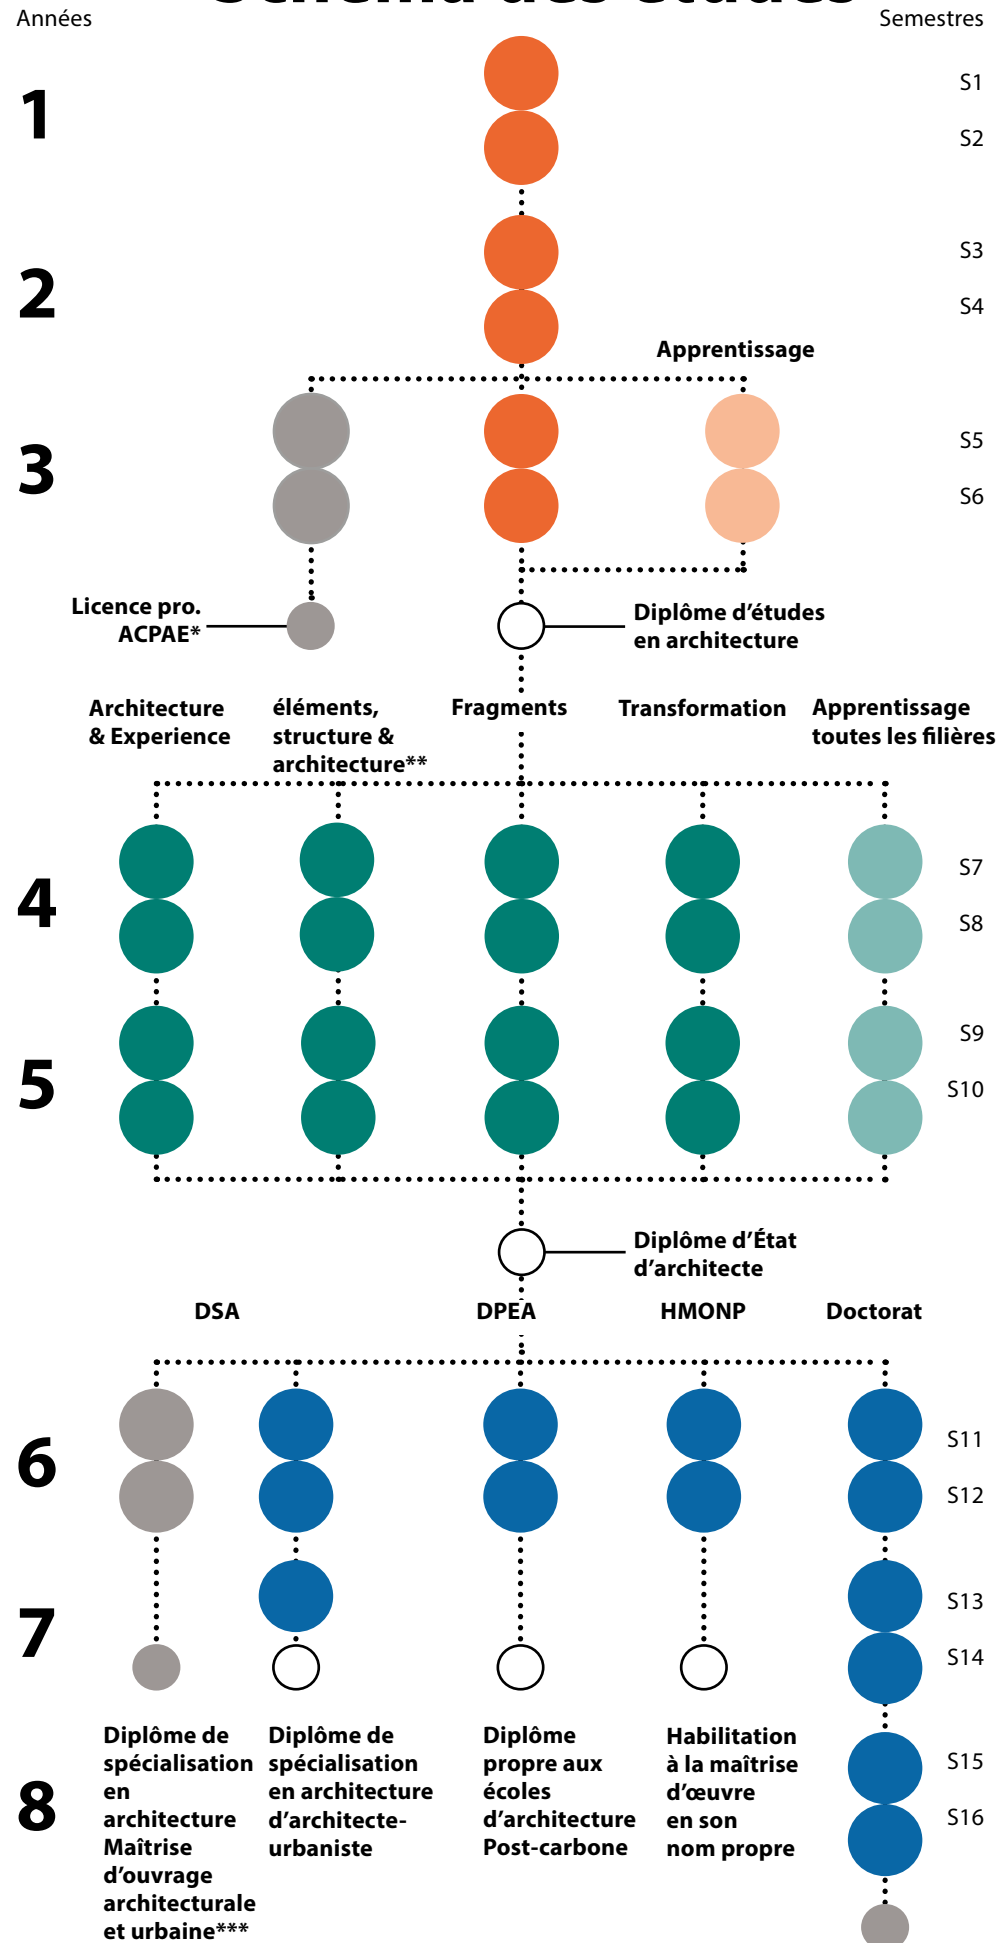 Schéma des études
Années
Semestres
1
S1
S2
2
S3
S4
Apprentissage
3
S5
S6
Licence pro.
ACPAE*
Diplôme d’études
en architecture
Architecture
& Experience
éléments,
structure &
architecture**
Fragments
Transformation
Apprentissage
toutes les filières
4
S7
S8
5
S9
S10
Diplôme d’État
d’architecte
DSA
DPEA
HMONP
Doctorat
6
S11
S12
7
S13
S14
8
S15
S16
Diplôme de
spécialisation
en
architecture
Maîtrise
d’ouvrage
architecturale
et urbaine***
Diplôme de
spécialisation
en architecture
d’architecte-
urbaniste
Diplôme
propre aux
écoles
d’architecture
Post-carbone
Habilitation
à la maîtrise
d’œuvre
en son
nom propre